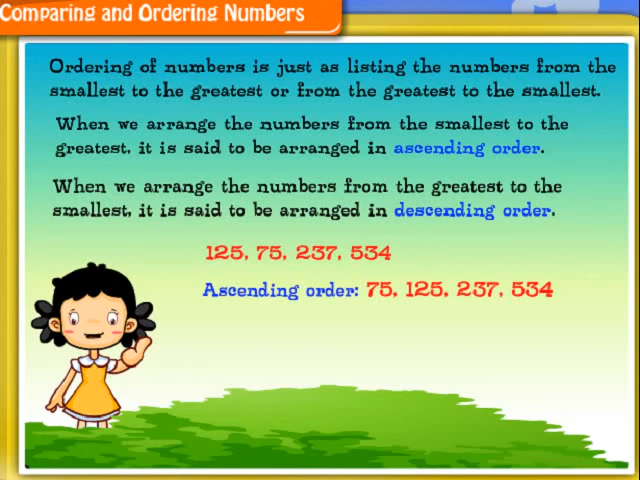 Comparing and Ordering Numbers
Ordering of numbers is just as listing the numbers from the
smallest to the greatest or from the greatest to the smallest.
When we arrange the numbers from the smallest to the
greatest, it is said to be arranged in ascending order.
When we arrange the numbers from the greatest to the
smallest, it is said to be arranged in descending order.
125, 75, 237, 534
Ascending order: 75, 125, 237, 534